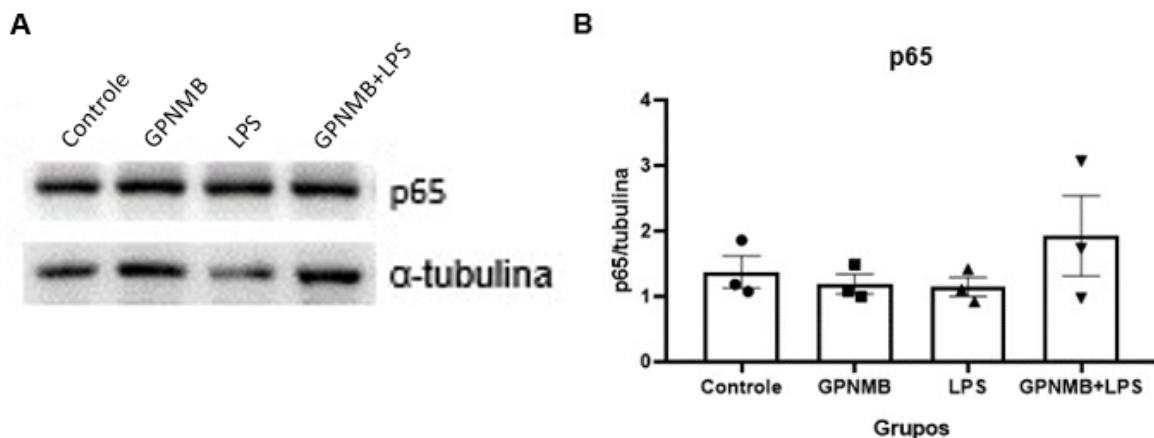 A
Controle
GPNMB
LPS
GPNMB+LPS
p65
α-tubulina
B
p65
p65/tubulina
4
3
2
1
0
Controle
GPNMB
LPS
GPNMB+LPS
Grupos